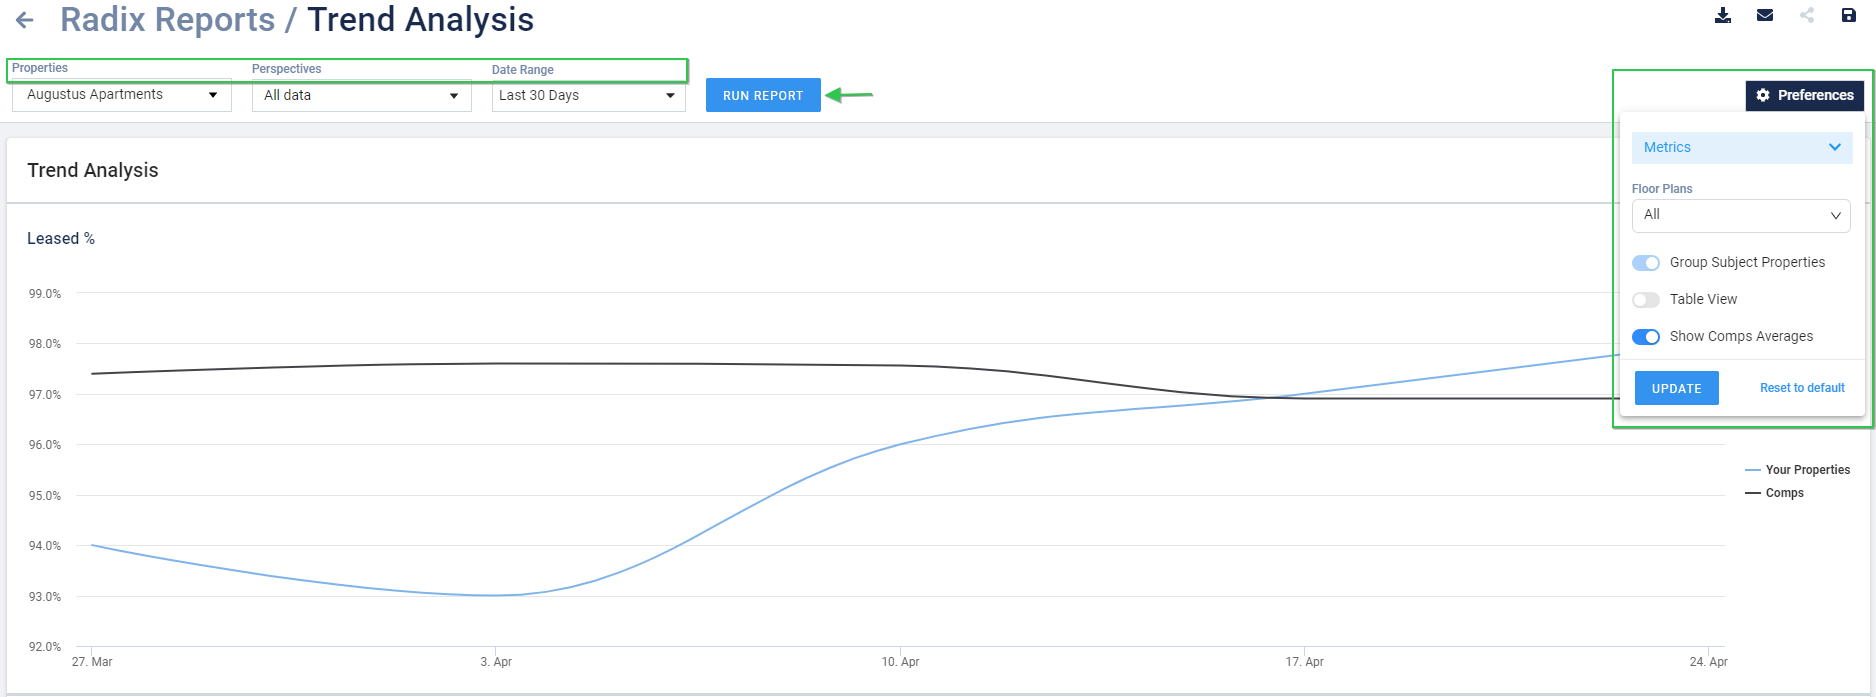 Radix Reports / Trend Analysis
Properties
Perspectives
Date Range
Augustus Apartments
All data
Last 30 Days
RUN REPORT
Preferences
Metrics
Floor Plans
All
Group Subject Properties
Table View
Show Comps Averages
UPDATE
Reset to default
Trend Analysis
Leased %
99.0%
98.0%
97.0%
96.0%
95.0%
94.0%
93.0%
92.0%
27. Mar
3. Apr
10. Apr
17. Apr
24. Apr
Your Properties
Comps